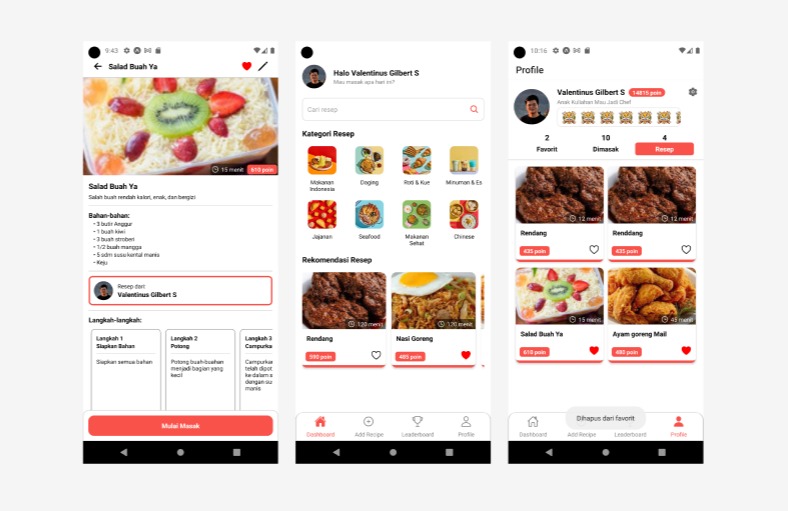 9:43
Salad Buah Ya
15 menit
610 poin
Salad Buah Ya
Salah buah rendah kalori, enak, dan bergizi
Bahan-bahan:
• 3 butir Anggur
• 1 buah kiwi
• 3 buah stroberi
• 1/2 buah mangga
• 5 sdm susu kental manis
• Keju
Resep dari
Valentinus Gilbert S
Langkah-langkah:
Langkah 1
Siapkan Bahan
Siapkan semua bahan
Langkah 2
Potong
Potong buah-buahan
menjadi bagian yang
kecil
Langkah 3
Campurka
Campurkan
telah dipot
ke dalam s
dengan su
manis
Mulai Masak
Halo Valentinus Gilbert S
Mau masak apa hari ini?
Cari resep
Kategori Resep
Makanan
Indonesia
Daging
Roti & Kue
Minuman & Es
Jajanan
Seafood
Makanan
Sehat
Chinese
Rekomendasi Resep
120 menit
Rendang
590 poin
120 menit
Nasi Goreng
465 poin
Dashboard
Add Recipe
Leaderboard
Profile
10:16
Profile
Valentinus Gilbert S
14815 poin
Anak Kuliahan Mau Jadi Chef
2
Favorit
10
Dimasak
4
Resep
12 menit
Rendang
435 poin
12 menit
Renddang
435 poin
15 menit
Salad Buah Ya
610 poin
45 menit
Ayam goreng Mail
480 poin
Dihapus dari favorit
Dashboard
Add Recipe
Leaderboard
Profile